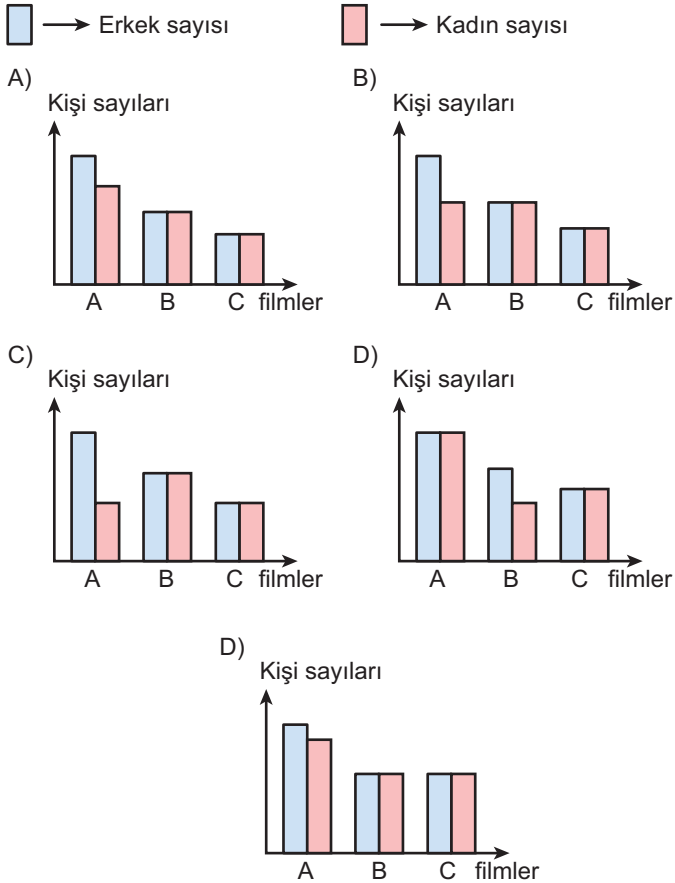 Erkek sayısı
Kadın sayısı
A)
Kişi sayıları
A B C filmler
B)
Kişi sayıları
A B C filmler
C)
Kişi sayıları
A B C filmler
D)
Kişi sayıları
A B C filmler
D)
Kişi sayıları
A B C filmler